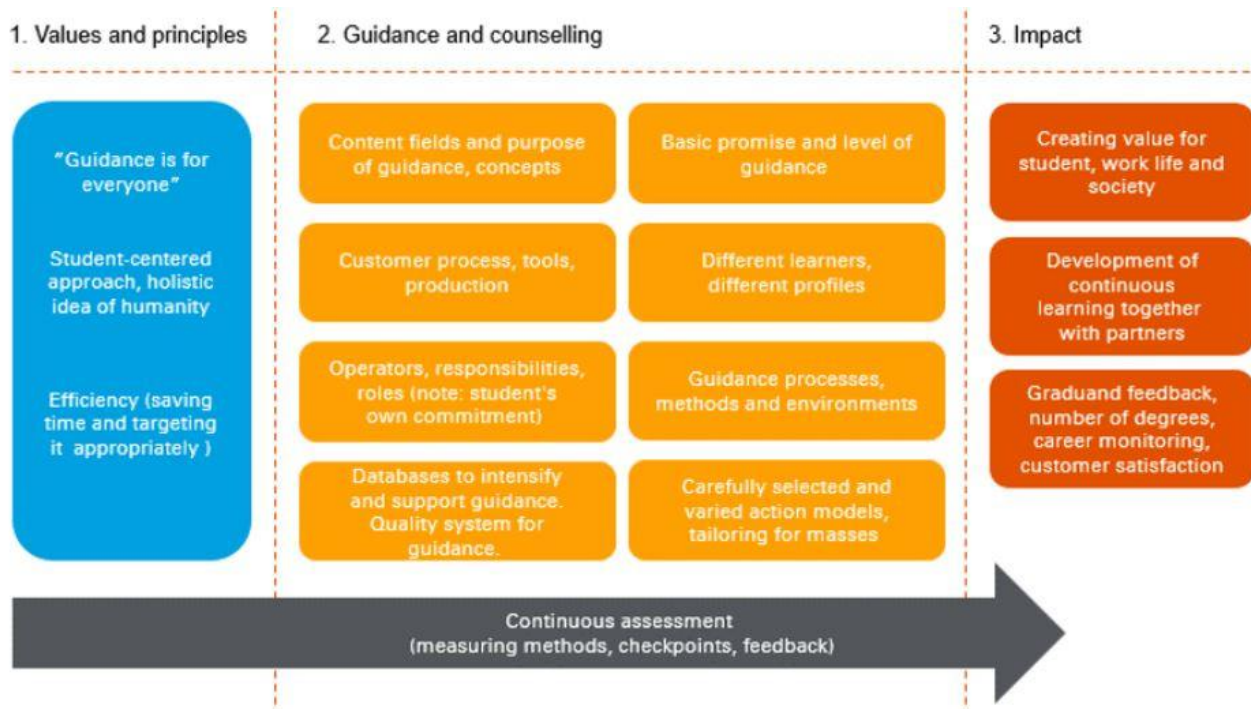 1. Values and principles
2. Guidance and counselling
3. Impact
"Guidance is for
everyone"
Student-centered
approach, holistic
idea of humanity
Efficiency (saving
time and targeting
it appropriately )
Content fields and purpose
of guidance, concepts
Basic promise and level of
guidance
Customer process, tools,
production
Different learners,
different profiles
Operators, responsibilities,
roles (note: student's
own commitment)
Guidance processes,
methods and environments
Databases to intensify
and support guidance.
Quality system for
guidance.
Carefully selected and
varied action models,
tailoring for masses
Creating value for
student, work life and
society
Development of
continuous
learning together
with partners
Graduand feedback,
number of degrees,
career monitoring,
customer satisfaction
Continuous assessment
(measuring methods, checkpoints, feedback)